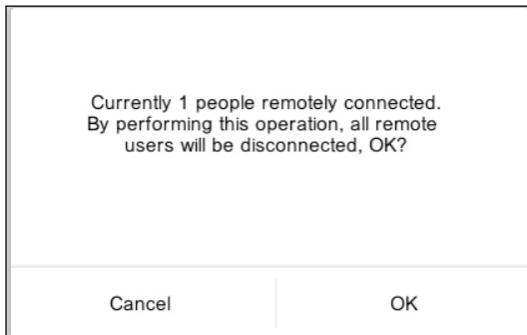 Currently 1 people remotely connected.
By performing this operation, all remote
users will be disconnected, OK?
Cancel
OK